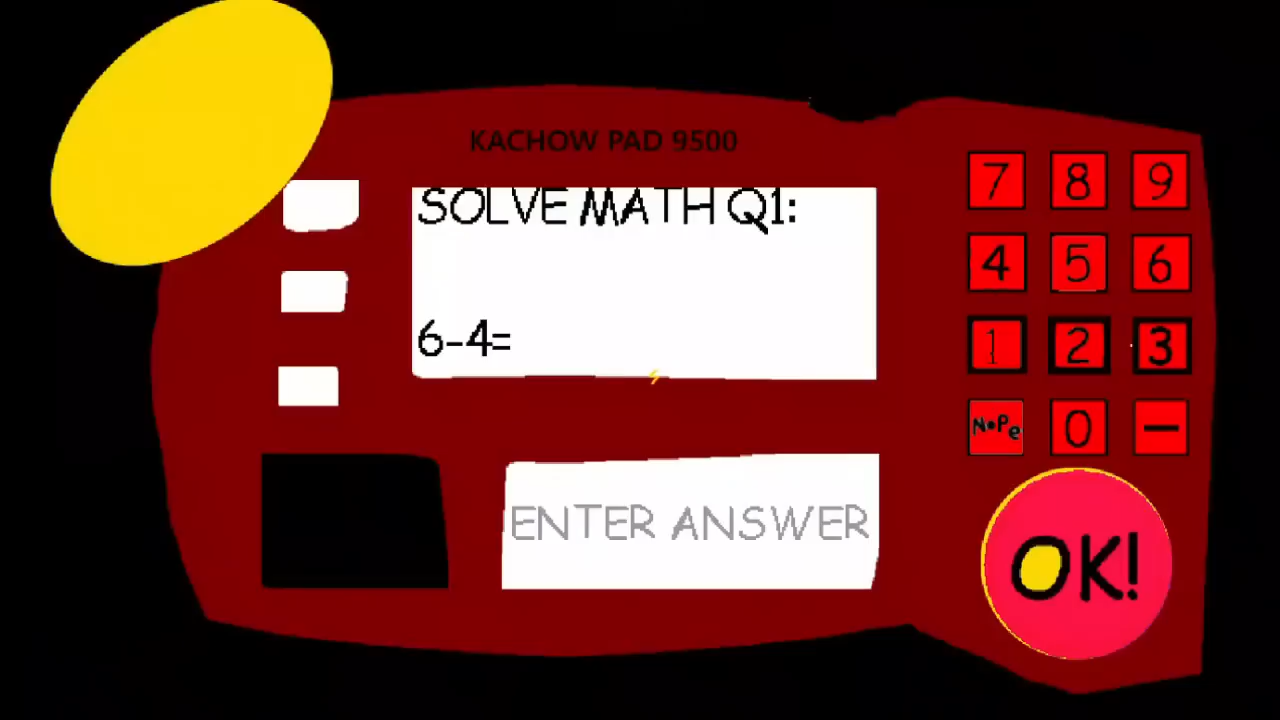 KACHOW PAD 9500
SOLVE MATH Q1:
6-4=
ENTER ANSWER
7 8 9
4 5 6
1 2 3
NoPe 0 —
OK!